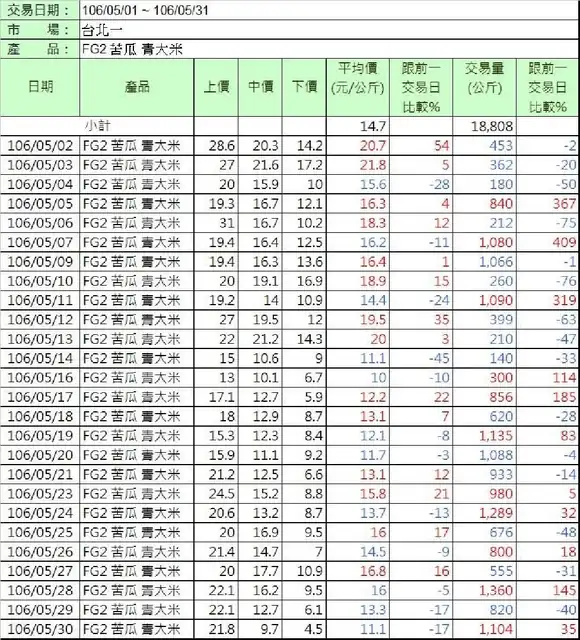 交易日期： 106/05/01 ~ 106/05/31
市　場： 台北一
產　品： FG2 苦瓜 青大米
日期 產品 上價 中價 下價 平均價(元/公斤) 跟前一交易日比較% 交易量(公斤) 跟前一交易日比較%
小計 14.7 18,808
106/05/02 FG2 苦瓜 青大米 28.6 20.3 14.2 20.7 54 453 -2
106/05/03 FG2 苦瓜 青大米 27 21.6 17.2 21.8 5 362 -20
106/05/04 FG2 苦瓜 青大米 20 15.9 10 15.6 -28 180 -50
106/05/05 FG2 苦瓜 青大米 19.3 16.7 12.1 16.3 4 840 367
106/05/06 FG2 苦瓜 青大米 31 16.7 10.2 18.3 12 212 -75
106/05/07 FG2 苦瓜 青大米 19.4 16.4 12.5 16.2 -11 1,080 409
106/05/09 FG2 苦瓜 青大米 19.4 16.3 13.6 16.4 1 1,066 -1
106/05/10 FG2 苦瓜 青大米 20 19.1 16.9 18.9 15 260 -76
106/05/11 FG2 苦瓜 青大米 19.2 14 10.9 14.4 -24 1,090 319
106/05/12 FG2 苦瓜 青大米 27 19.5 12 19.5 35 399 -63
106/05/13 FG2 苦瓜 青大米 22 21.2 14.3 20 3 210 -47
106/05/14 FG2 苦瓜 青大米 15 10.6 9 11.1 -45 140 -33
106/05/16 FG2 苦瓜 青大米 13 10.1 6.7 10 -10 300 114
106/05/17 FG2 苦瓜 青大米 17.1 12.7 5.9 12.2 22 856 185
106/05/18 FG2 苦瓜 青大米 18 12.9 8.7 13.1 7 620 -28
106/05/19 FG2 苦瓜 青大米 15.3 12.3 8.4 12.1 -8 1,135 83
106/05/20 FG2 苦瓜 青大米 15.9 11.1 9.2 11.7 -3 1,088 -4
106/05/21 FG2 苦瓜 青大米 21.2 12.5 6.6 13.1 12 933 -14
106/05/23 FG2 苦瓜 青大米 24.5 15.2 8.8 15.8 21 980 5
106/05/24 FG2 苦瓜 青大米 20.6 13.2 8.7 13.7 -13 1,289 32
106/05/25 FG2 苦瓜 青大米 20 16.9 9.5 16 17 676 -48
106/05/26 FG2 苦瓜 青大米 21.4 14.7 7 14.5 -9 800 18
106/05/27 FG2 苦瓜 青大米 20 17.7 10.9 16.8 16 555 -31
106/05/28 FG2 苦瓜 青大米 22.1 16.2 9.5 16 -5 1,360 145
106/05/29 FG2 苦瓜 青大米 22.1 12.7 6.1 13.3 -17 820 -40
106/05/30 FG2 苦瓜 青大米 21.8 9.7 4.5 11.1 -17 1,104 35